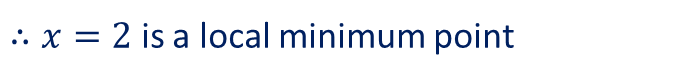 ∴ 𝑥 = 2 is a local minimum point